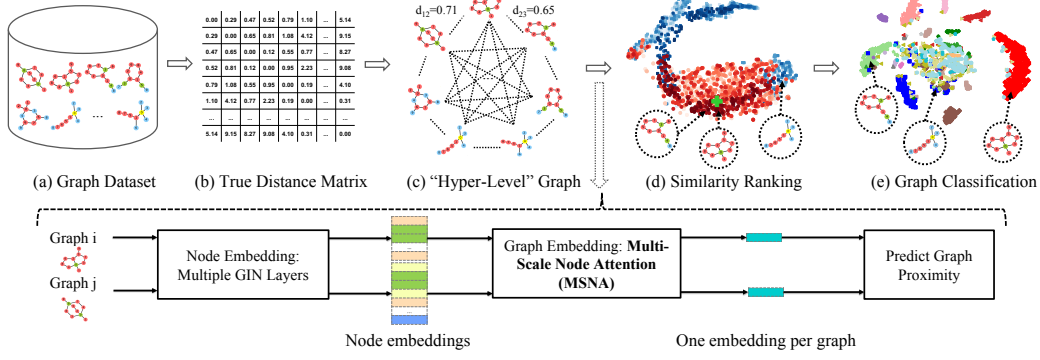 d12=0.71 d23=0.65
0.00 0.29 0.47 0.52 0.79 1.10 ... 5.14
0.29 0.00 0.65 0.81 1.08 4.12 ... 9.15
0.47 0.65 0.00 0.12 0.55 0.77 ... 8.27
0.52 0.81 0.12 0.00 0.95 2.23 ... 9.08
0.79 1.08 0.55 0.95 0.00 0.19 ... 4.10
1.10 4.12 0.77 2.23 0.19 0.00 ... 0.31
... ... ... ... ... ... ... ...
5.14 9.15 8.27 9.08 4.10 0.31 ... 0.00
...
(a) Graph Dataset
(b) True Distance Matrix
(c) “Hyper-Level” Graph
(d) Similarity Ranking
(e) Graph Classification
Graph i
Graph j
Node Embedding:
Multiple GIN Layers
...
...
Node embeddings
Graph Embedding: Multi-
Scale Node Attention
(MSNA)
One embedding per graph
Predict Graph
Proximity